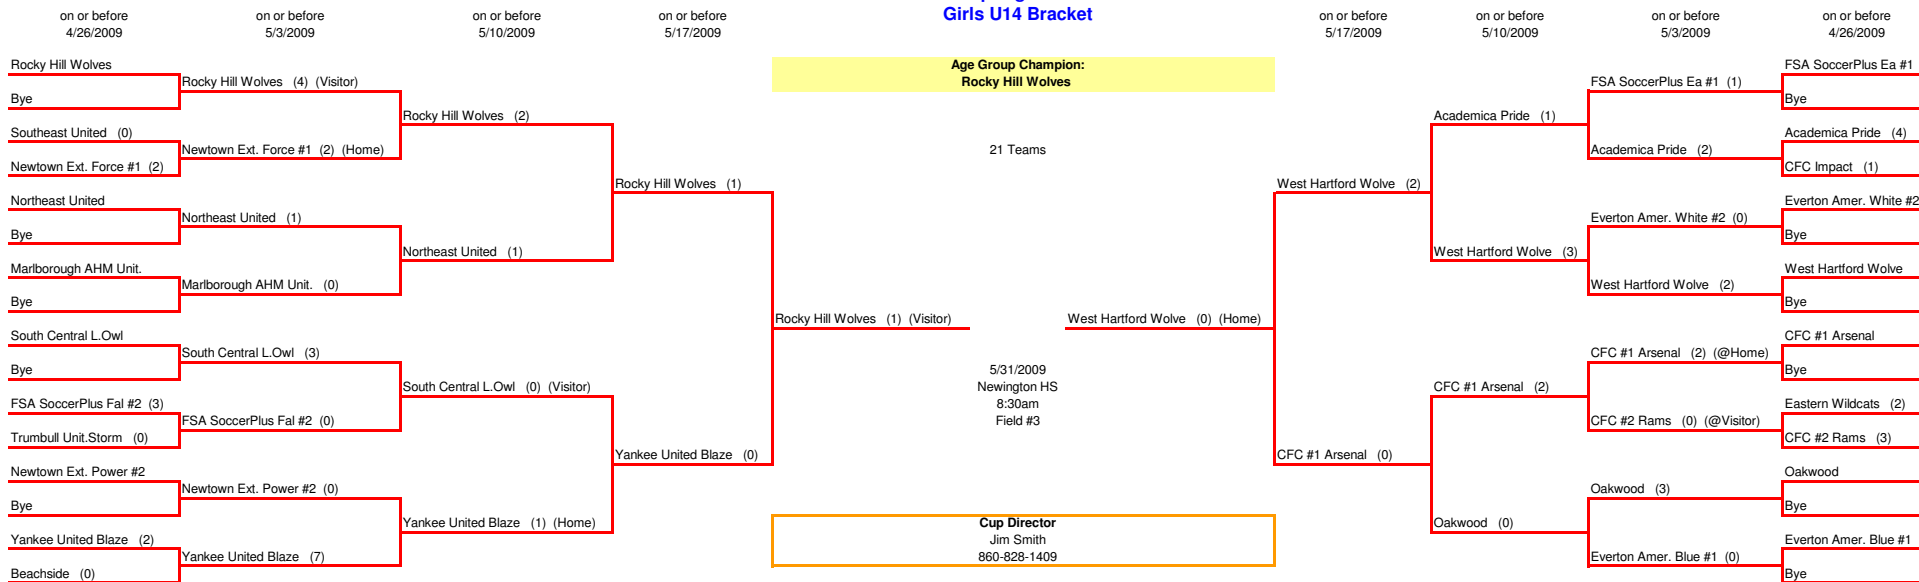 Girls U14 Bracket
on or before
4/26/2009
on or before
5/3/2009
on or before
5/10/2009
on or before
5/17/2009
on or before
5/17/2009
on or before
5/10/2009
on or before
5/3/2009
on or before
4/26/2009
Rocky Hill Wolves
Bye
Southeast United (0)
Newtown Ext. Force #1 (2)
Northeast United
Bye
Marlborough AHM Unit.
Bye
South Central L.Owl
Bye
FSA SoccerPlus Fal #2 (3)
Trumbull Unit.Storm (0)
Newtown Ext. Power #2
Bye
Yankee United Blaze (2)
Beachside (0)
Rocky Hill Wolves (4) (Visitor)
Newtown Ext. Force #1 (2) (Home)
Northeast United (1)
Marlborough AHM Unit. (0)
South Central L.Owl (3)
FSA SoccerPlus Fal #2 (0)
Newtown Ext. Power #2 (0)
Yankee United Blaze (7)
Rocky Hill Wolves (2)
Northeast United (1)
South Central L.Owl (0) (Visitor)
Yankee United Blaze (1) (Home)
Rocky Hill Wolves (1)
Yankee United Blaze (0)
Age Group Champion:
Rocky Hill Wolves
21 Teams
Rocky Hill Wolves (1) (Visitor)
West Hartford Wolve (0) (Home)
5/31/2009
Newington HS
8:30am
Field #3
Cup Director
Jim Smith
860-828-1409
West Hartford Wolve (2)
CFC #1 Arsenal (0)
Academica Pride (1)
West Hartford Wolve (3)
CFC #1 Arsenal (2)
Oakwood (0)
FSA SoccerPlus Ea #1 (1)
Academica Pride (2)
Everton Amer. White #2 (0)
West Hartford Wolve (2)
CFC #1 Arsenal (2) (@Home)
CFC #2 Rams (0) (@Visitor)
Oakwood (3)
Everton Amer. Blue #1 (0)
FSA SoccerPlus Ea #1
Bye
Academica Pride (4)
CFC Impact (1)
Everton Amer. White #2
Bye
West Hartford Wolve
Bye
CFC #1 Arsenal
Bye
Eastern Wildcats (2)
CFC #2 Rams (3)
Oakwood
Bye
Everton Amer. Blue #1
Bye